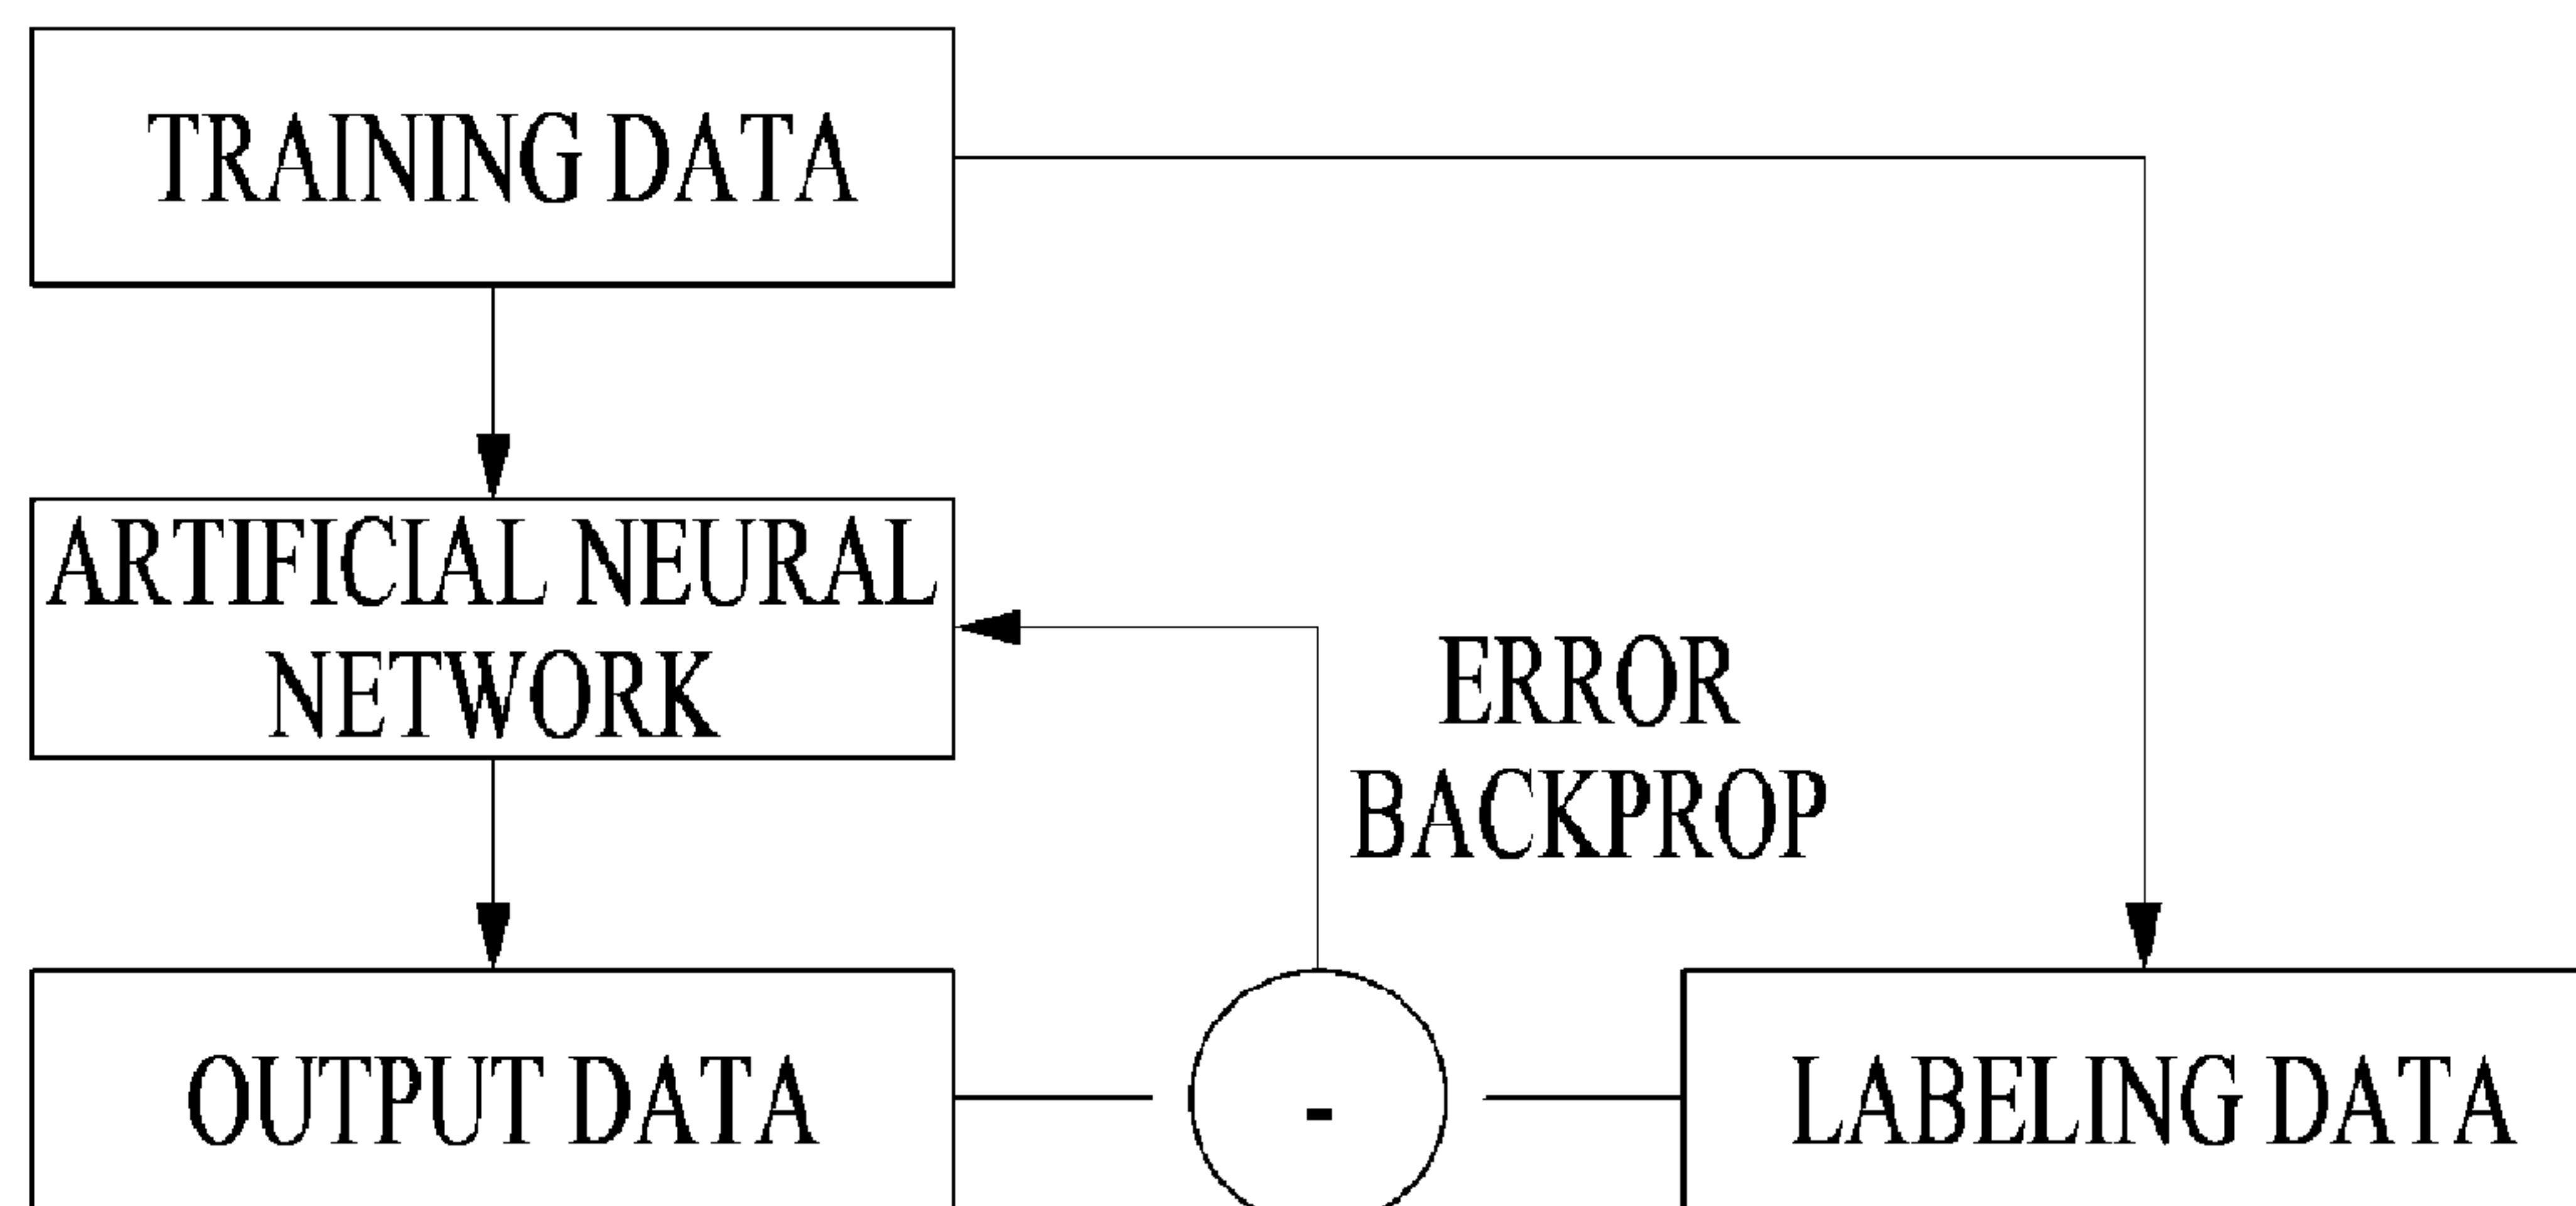 TRAINING DATA
ARTIFICIAL NEURAL
NETWORK
ERROR
BACKPROP
OUTPUT DATA
-
LABELING DATA